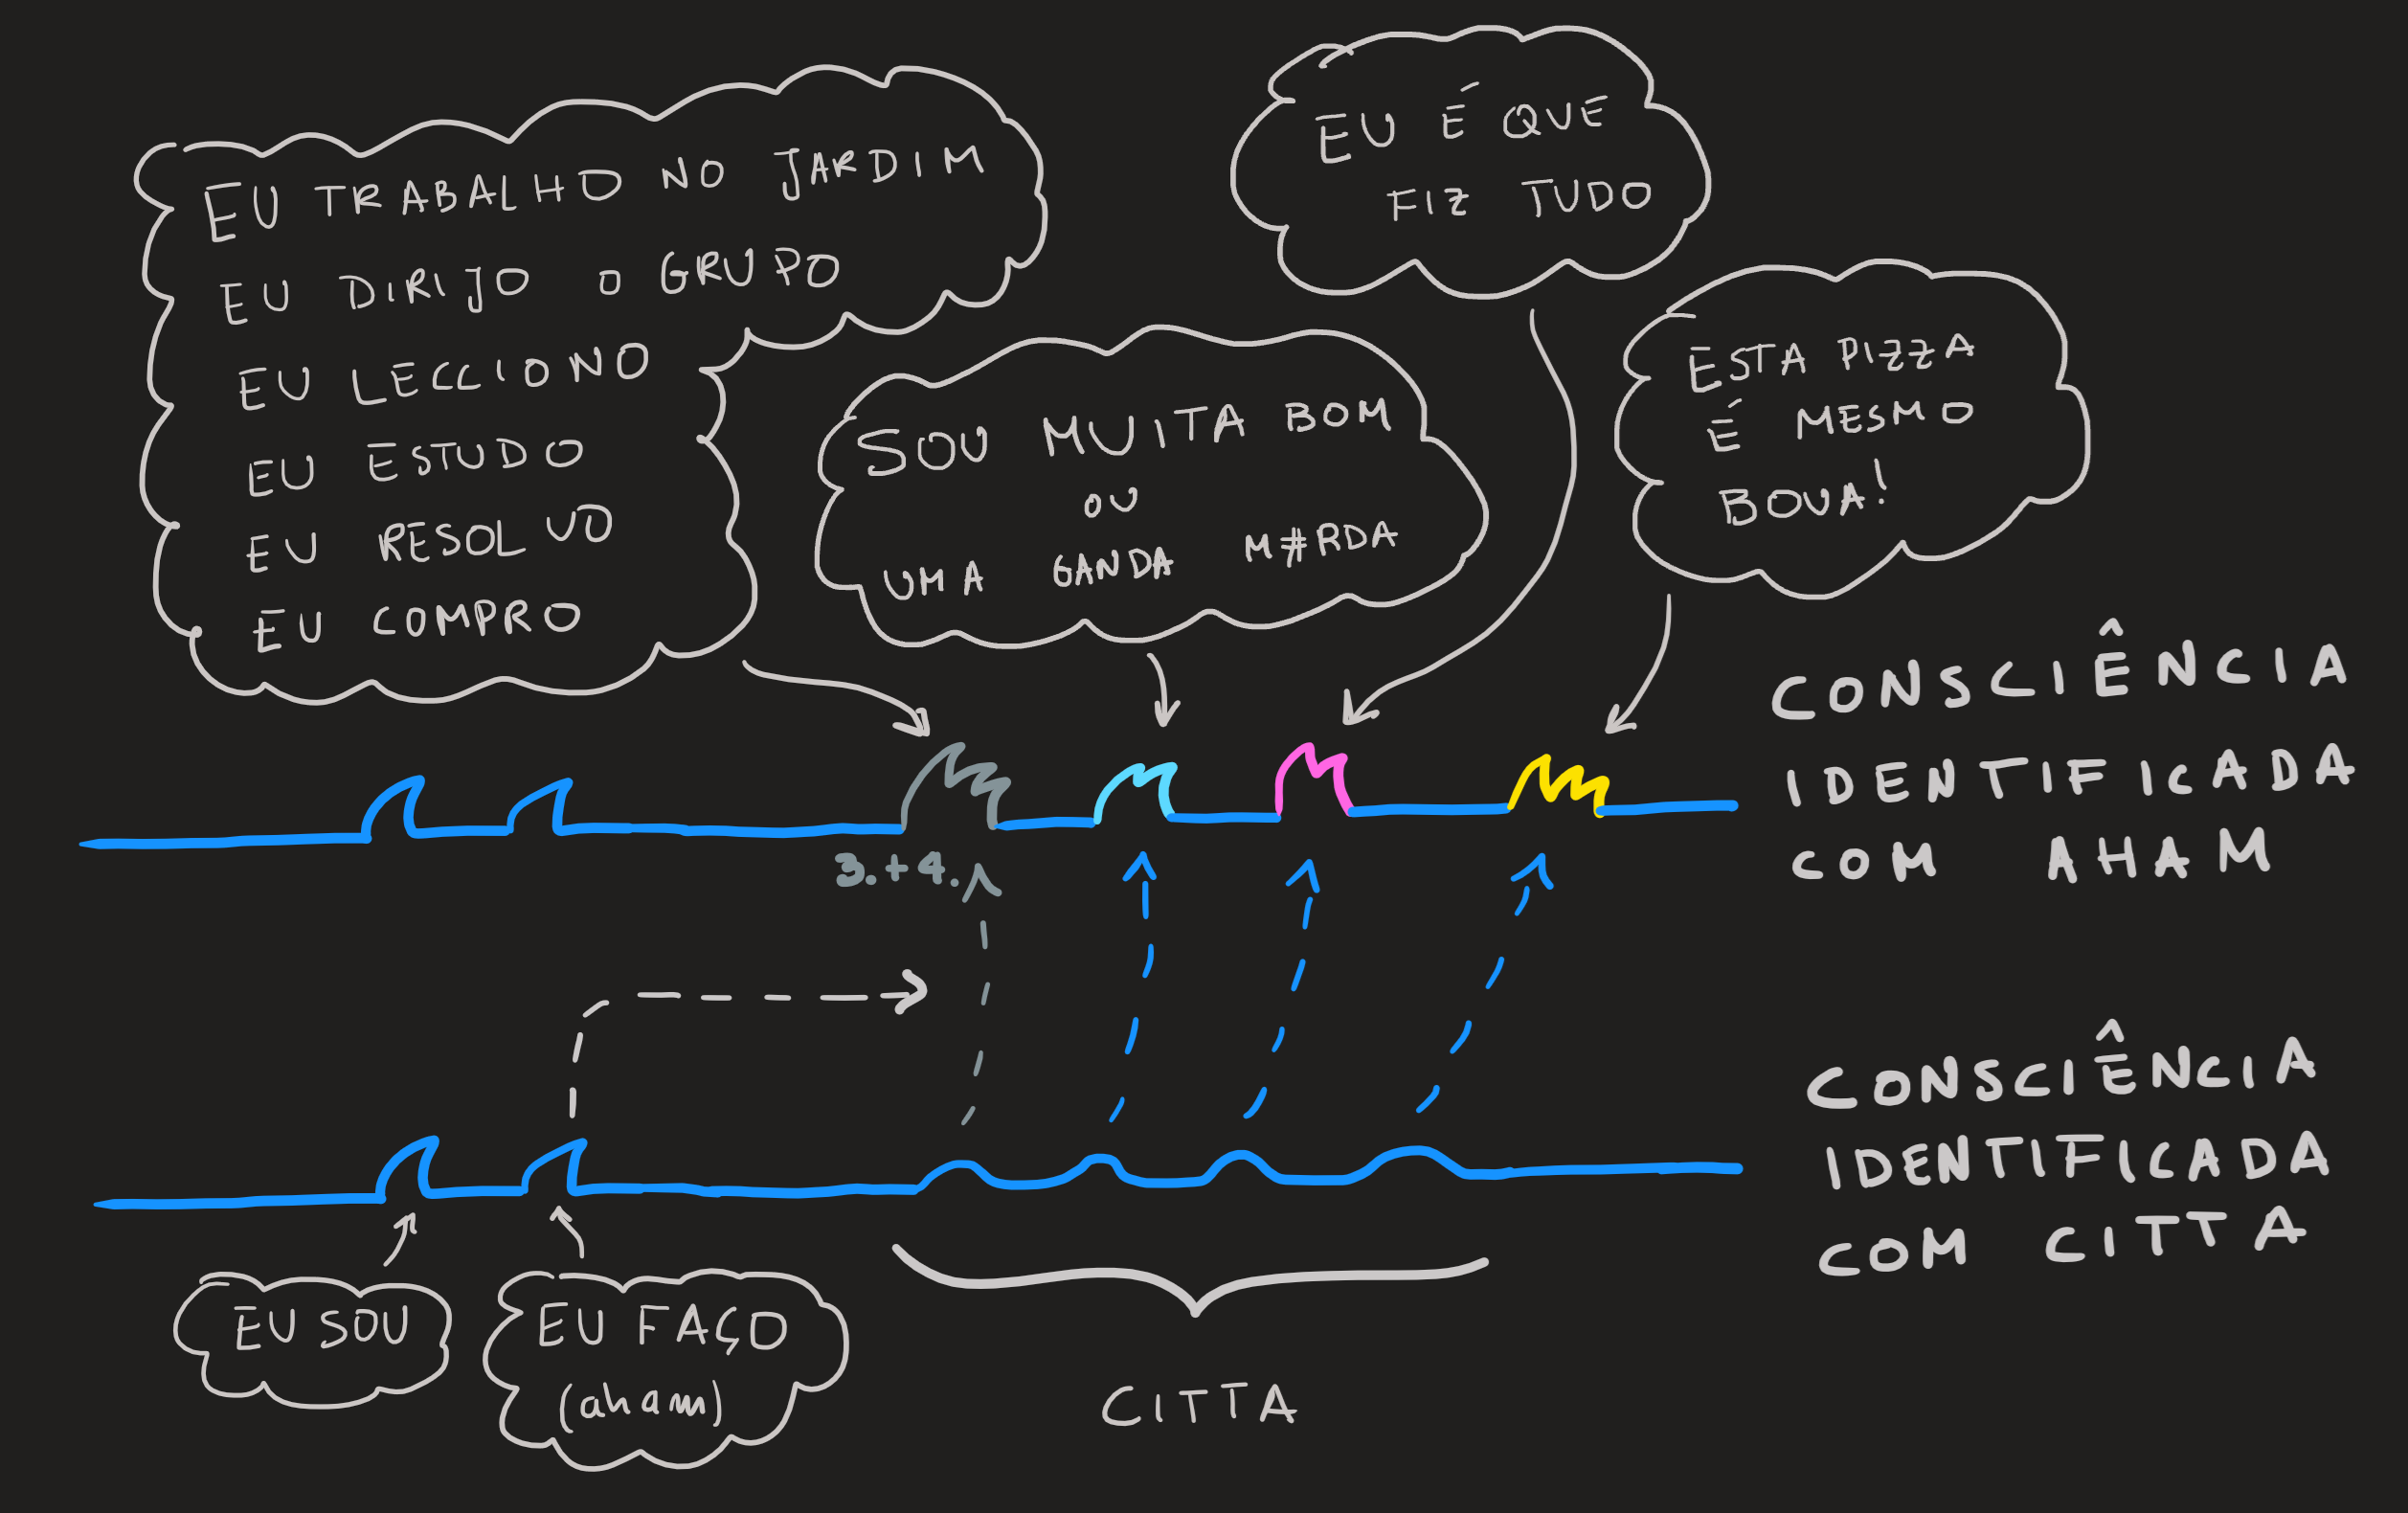 EU TRABALHO NO JARDIM
EU DIRIJO O GRUPO
EU LECCIONO
EU ESTUDO
EU RESOLVO
EU COMPRO
SOU MUITA BOM
OU
UMA GANDA M#RDA
EU É QUE
FIZ TUDO
ESTA PIZZA
É MESMO
BOUA!
CONSCIÊNCIA
IDENTIFICADA
COM AHAM
3.+4.
CONSCIÊNCIA
IDENTIFICADA
COM CITTA
EU SOU
EU FAÇO
(aham)
CITTA